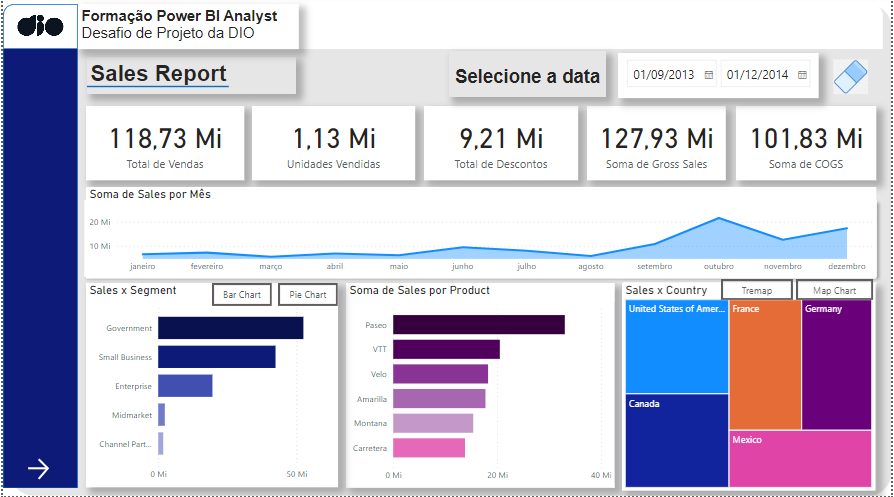 dio
Formação Power BI Analyst
Desafio de Projeto da DIO
Sales Report
Selecione a data
01/09/2013
01/12/2014
118,73 Mi
Total de Vendas
1,13 Mi
Unidades Vendidas
9,21 Mi
Total de Descontos
127,93 Mi
Soma de Gross Sales
101,83 Mi
Soma de COGS
Soma de Sales por Mês
20 Mi
10 Mi
janeiro fevereiro março abril maio junho julho agosto setembro outubro novembro dezembro
Sales x Segment
Bar Chart
Pie Chart
Government
Small Business
Enterprise
Midmarket
Channel Part...
0 Mi 50 Mi
Soma de Sales por Product
Paseo
VTT
Velo
Amarilla
Montana
Carretera
0 Mi 20 Mi 40 Mi
Sales x Country
Tremap
Map Chart
United States of Amer...
France
Germany
Canada
Mexico